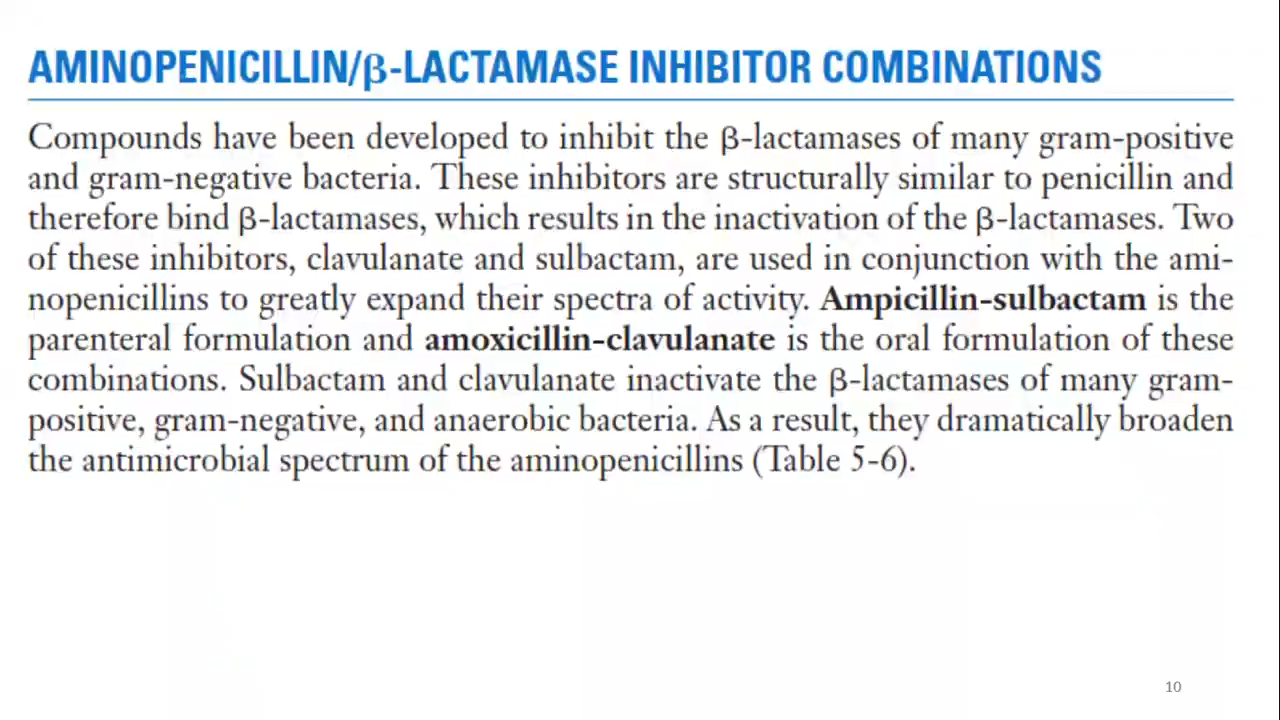 AMINOPENICILLIN/β-LACTAMASE INHIBITOR COMBINATIONS
Compounds have been developed to inhibit the β-lactamases of many gram-positive
and gram-negative bacteria. These inhibitors are structurally similar to penicillin and
therefore bind β-lactamases, which results in the inactivation of the β-lactamases. Two
of these inhibitors, clavulanate and sulbactam, are used in conjunction with the ami-
nopenicillins to greatly expand their spectra of activity. Ampicillin-sulbactam is the
parenteral formulation and amoxicillin-clavulanate is the oral formulation of these
combinations. Sulbactam and clavulanate inactivate the β-lactamases of many gram-
positive, gram-negative, and anaerobic bacteria. As a result, they dramatically broaden
the antimicrobial spectrum of the aminopenicillins (Table 5-6).
10